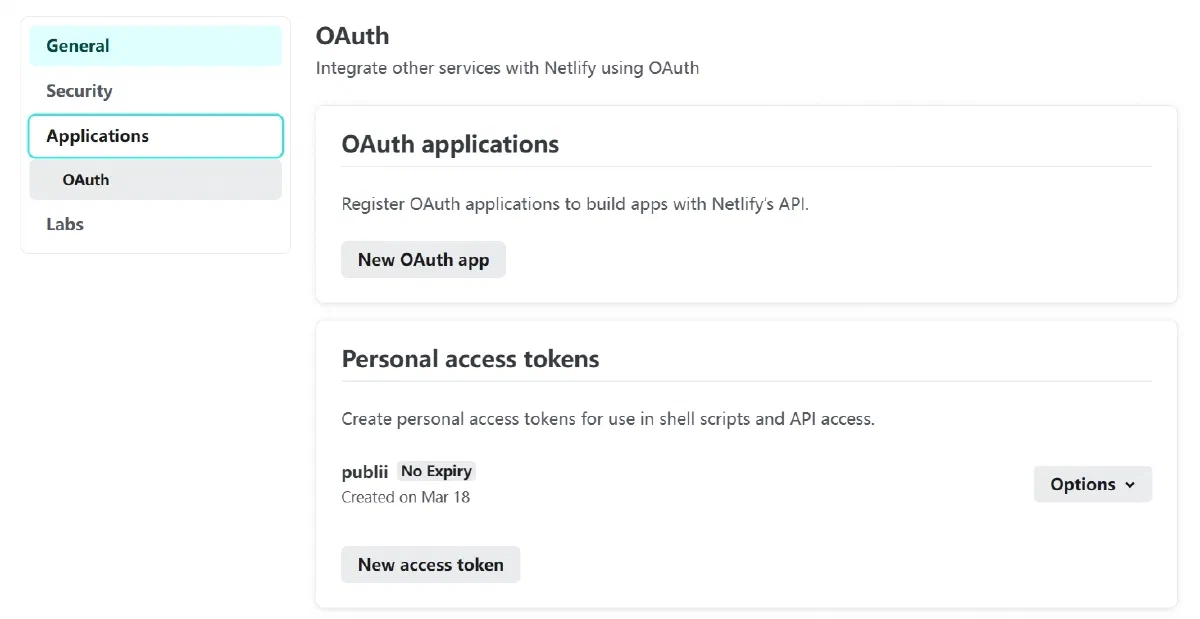 General
Security
Applications
OAuth
Labs
OAuth
Integrate other services with Netlify using OAuth
OAuth applications
Register OAuth applications to build apps with Netlify's API.
New OAuth app
Personal access tokens
Create personal access tokens for use in shell scripts and API access.
publii No Expiry
Created on Mar 18
Options
New access token